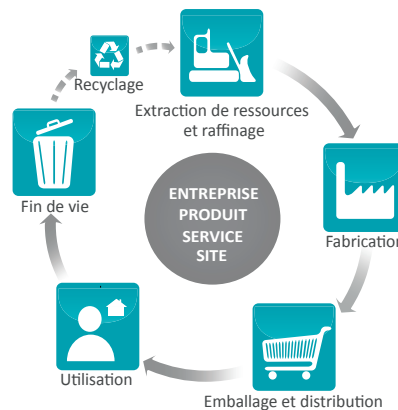 Recyclage
Extraction de ressources
et raffinage
ENTREPRISE
PRODUIT
SERVICE
SITE
Fin de vie
Fabrication
Utilisation
Emballage et distribution